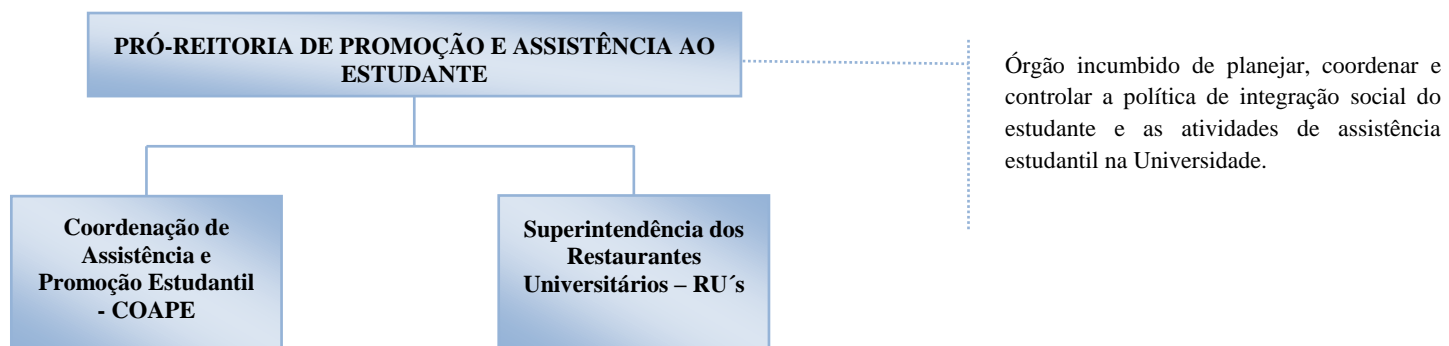 PRÓ-REITORIA DE PROMOÇÃO E ASSISTÊNCIA AO
ESTUDANTE
Órgão incumbido de planejar, coordenar e
controlar a política de integração social do
estudante e as atividades de assistência
estudantil na Universidade.
Coordenação de
Assistência e
Promoção Estudantil
- COAPE
Superintendência dos
Restaurantes
Universitários – RU´s